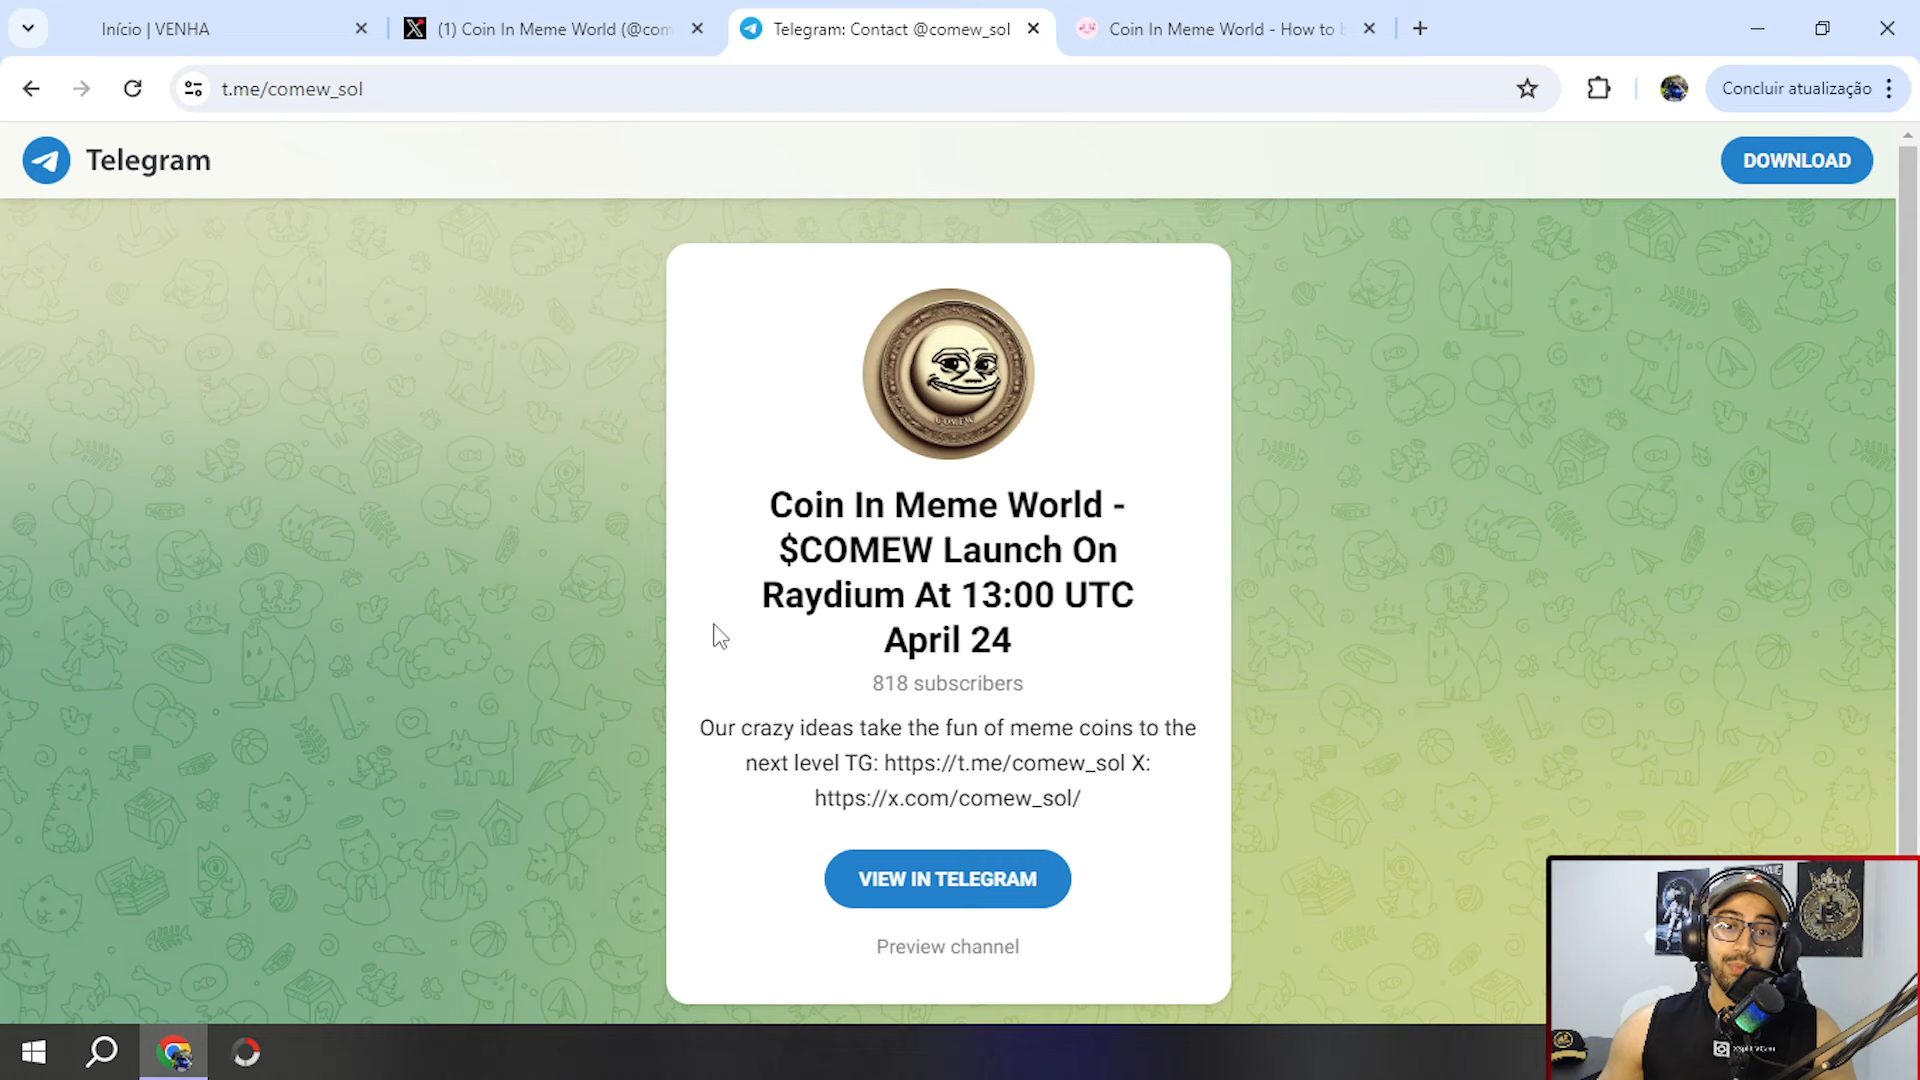 Início | VENHA
(1) Coin In Meme World (@com
Telegram: Contact @comew_sol
Coin In Meme World - How to b
t.me/comew_sol
Concluir atualização
Telegram
DOWNLOAD
COMEW
Coin In Meme World -
$COMEW Launch On
Raydium At 13:00 UTC
April 24
818 subscribers
Our crazy ideas take the fun of meme coins to the
next level TG: https://t.me/comew_sol X:
https://x.com/comew_sol/
VIEW IN TELEGRAM
Preview channel
XSplit VCam